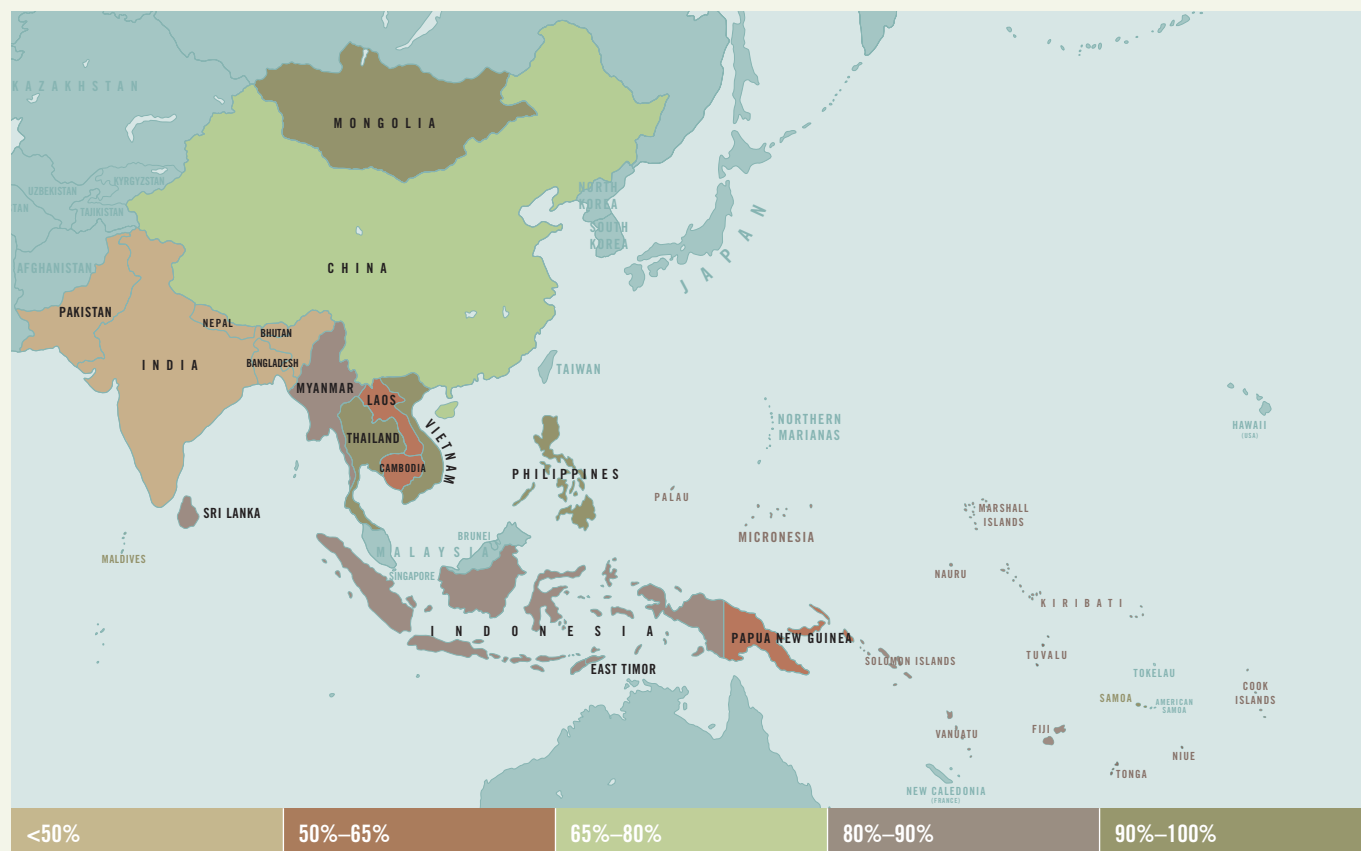 KAZAKHSTAN
MONGOLIA
UZBEKISTAN
KYRGYZSTAN
TAN
TAJIKISTAN
NORTH
KOREA
SOUTH
KOREA
JAPAN
AFGHANISTAN
CHINA
PAKISTAN
NEPAL
BHUTAN
INDIA
BANGLADESH
MYANMAR
LAOS
TAIWAN
THAILAND
VIETNAM
CAMBODIA
PHILIPPINES
NORTHERN
MARIANAS
HAWAII
(USA)
SRI LANKA
PALAU
MARSHALL
ISLANDS
MALDIVES
BRUNEI
MALAYSIA
SINGAPORE
MICRONESIA
NAURU
KIRIBATI
INDONESIA
PAPUA NEW GUINEA
EAST TIMOR
SOLOMON ISLANDS
TUVALU
TOKELAU
SAMOA
AMERICAN
SAMOA
COOK
ISLANDS
VANUATU
FIJI
NIUE
TONGA
NEW CALEDONIA
(FRANCE)
<50%
50%–65%
65%–80%
80%–90%
90%–100%